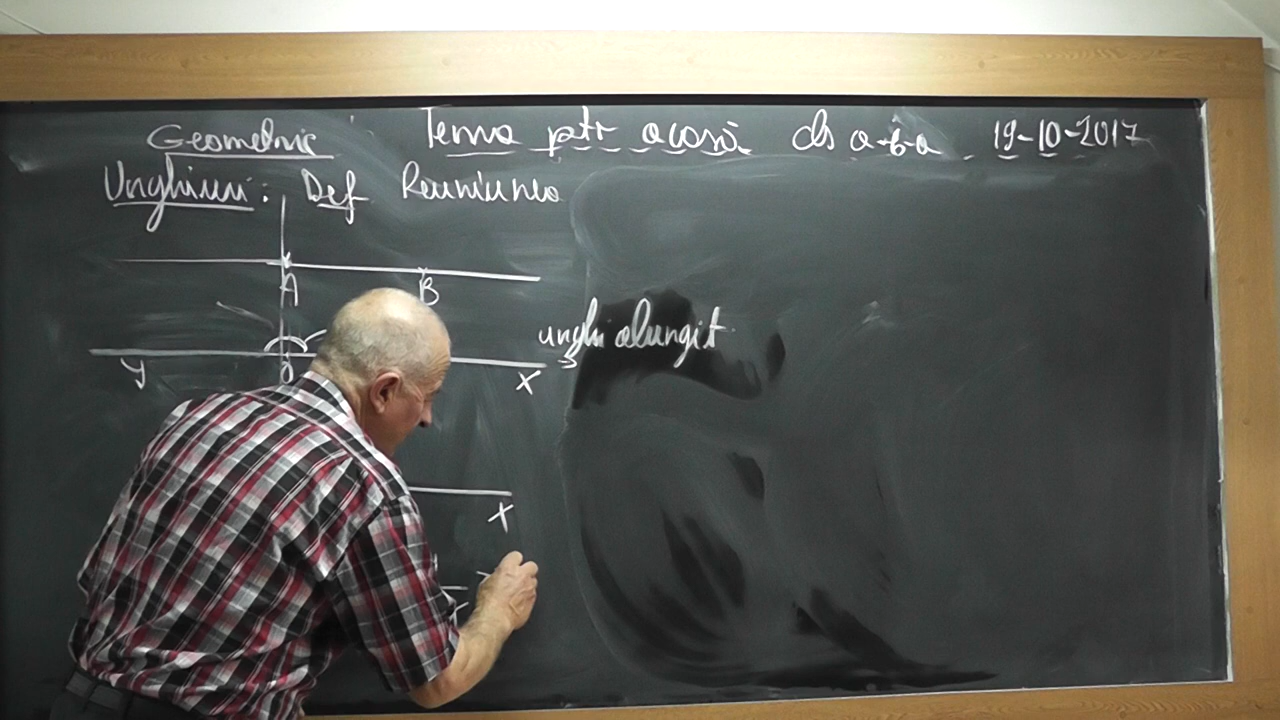 Geometrie Tema ptr acasă cls a-6-a 19-10-2017
Unghiuri: Def Reuniunea
A B
unghi alungit
y O x
x